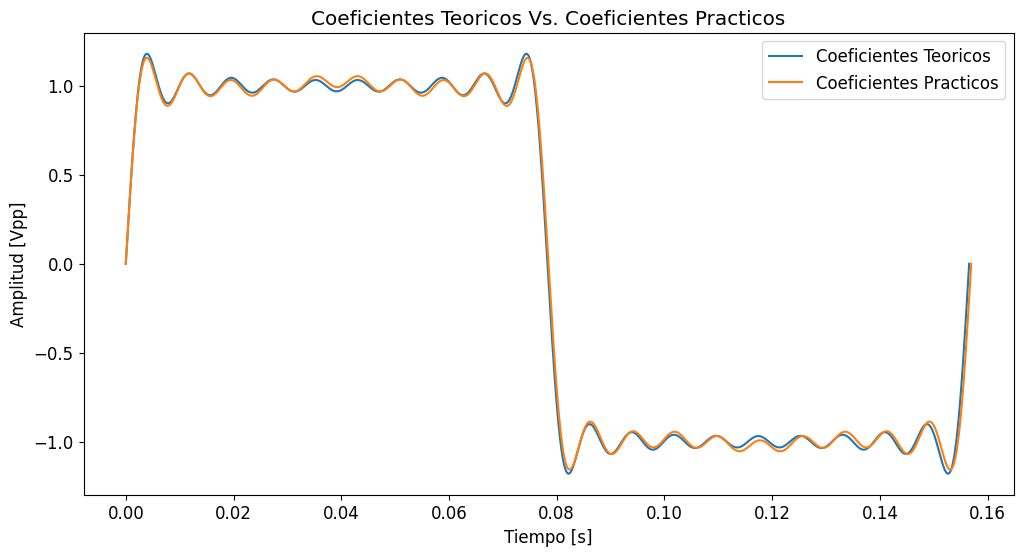 Coeficientes Teoricos Vs. Coeficientes Practicos
Coeficientes Teoricos
Coeficientes Practicos
Amplitud [Vpp]
1.0
0.5
0.0
−0.5
−1.0
0.00 0.02 0.04 0.06 0.08 0.10 0.12 0.14 0.16
Tiempo [s]